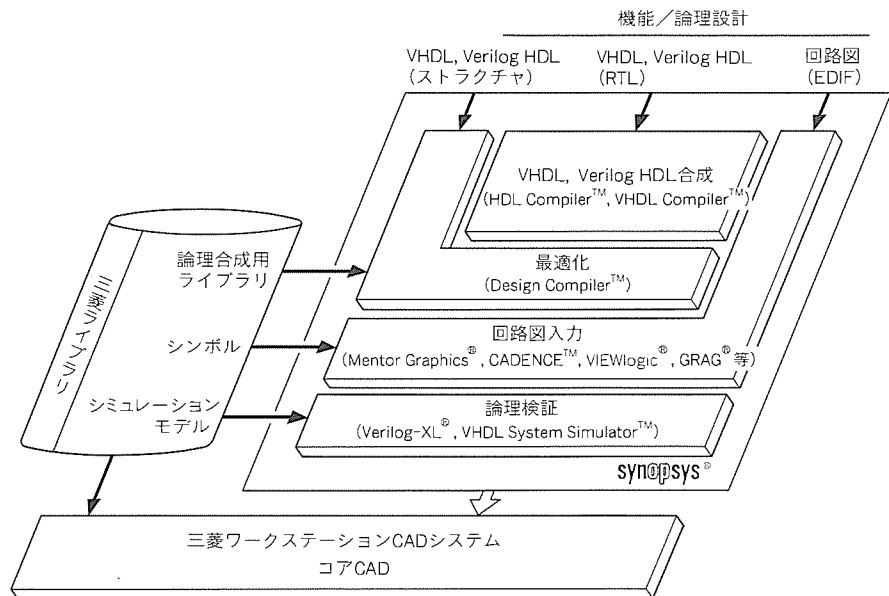 機能／論理設計
VHDL, Verilog HDL
(ストラクチャ)
VHDL, Verilog HDL
(RTL)
回路図
(EDIF)
VHDL, Verilog HDL合成
(HDL Compiler™, VHDL Compiler™)
最適化
(Design Compiler™)
回路図入力
(Mentor Graphics®, CADENCE™, VIEWlogic®, GRAG®等)
論理検証
(Verilog-XL®, VHDL System Simulator™)
synopsys®
三菱ライブラリ
論理合成用
ライブラリ
シンボル
シミュレーション
モデル
三菱ワークステーションCADシステム
コアCAD